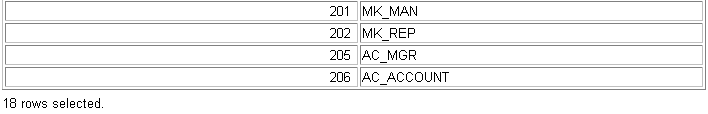 201 MK_MAN
202 MK_REP
205 AC_MGR
206 AC_ACCOUNT
18 rows selected.